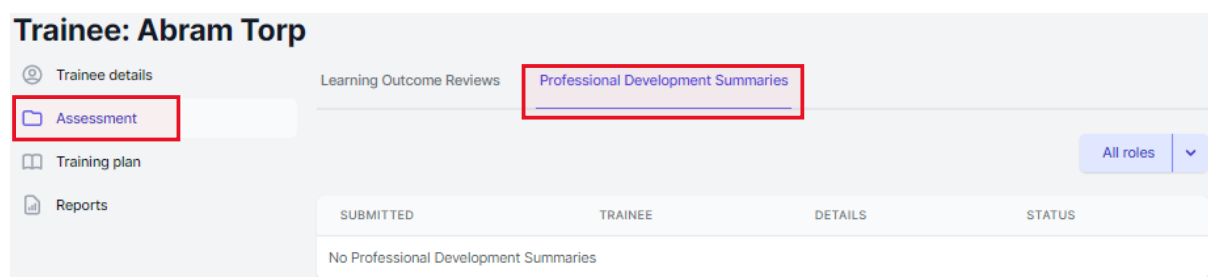 Trainee: Abram Torp
Trainee details
Assessment
Training plan
Reports
Learning Outcome Reviews Professional Development Summaries
All roles
SUBMITTED TRAINEE DETAILS STATUS
No Professional Development Summaries